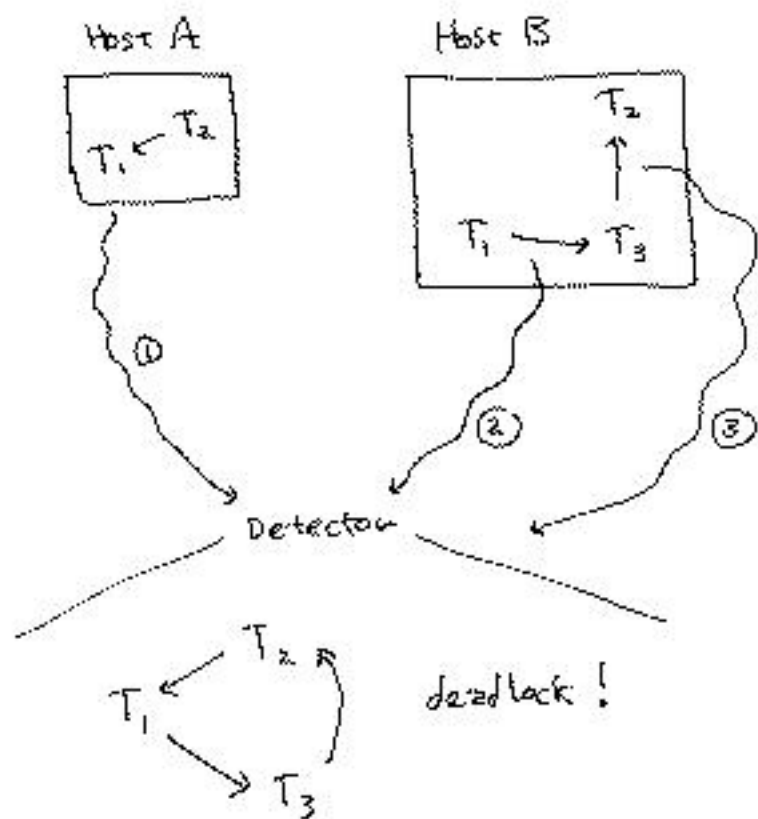 Host A
Host B
T₂
T₁
T₂
T₁
T₃
①
②
③
Detector
T₂
T₁
deadlock!
T₃